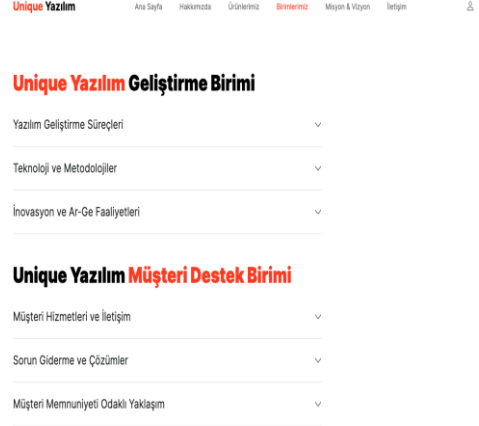 Unique Yazılım
Ana Sayfa Hakkımızda Ürünlerimiz Birimlerimiz Misyon & Vizyon İletişim
Unique Yazılım Geliştirme Birimi
Yazılım Geliştirme Süreçleri
Teknoloji ve Metodolojiler
İnovasyon ve Ar-Ge Faaliyetleri
Unique Yazılım Müşteri Destek Birimi
Müşteri Hizmetleri ve İletişim
Sorun Giderme ve Çözümler
Müşteri Memnuniyeti Odaklı Yaklaşım